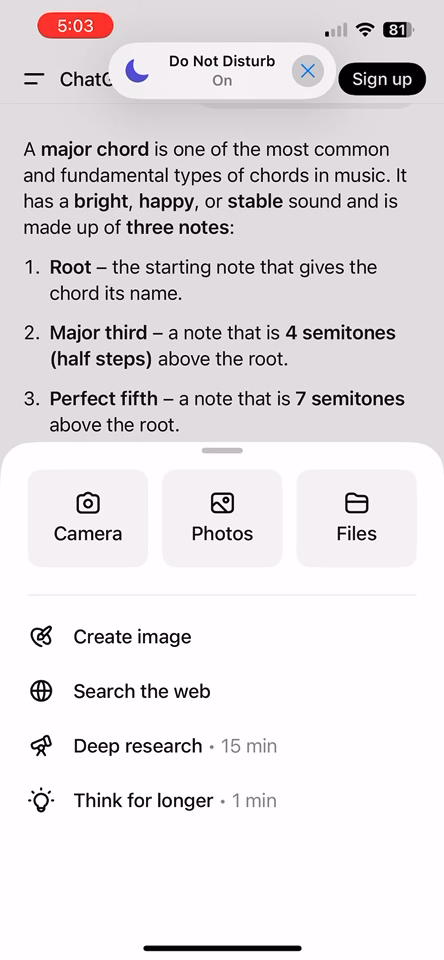 5:03
81
Do Not Disturb
On
ChatG
Sign up
A major chord is one of the most common
and fundamental types of chords in music. It
has a bright, happy, or stable sound and is
made up of three notes:
1. Root – the starting note that gives the
chord its name.
2. Major third – a note that is 4 semitones
(half steps) above the root.
3. Perfect fifth – a note that is 7 semitones
above the root.
Camera
Photos
Files
Create image
Search the web
Deep research • 15 min
Think for longer • 1 min